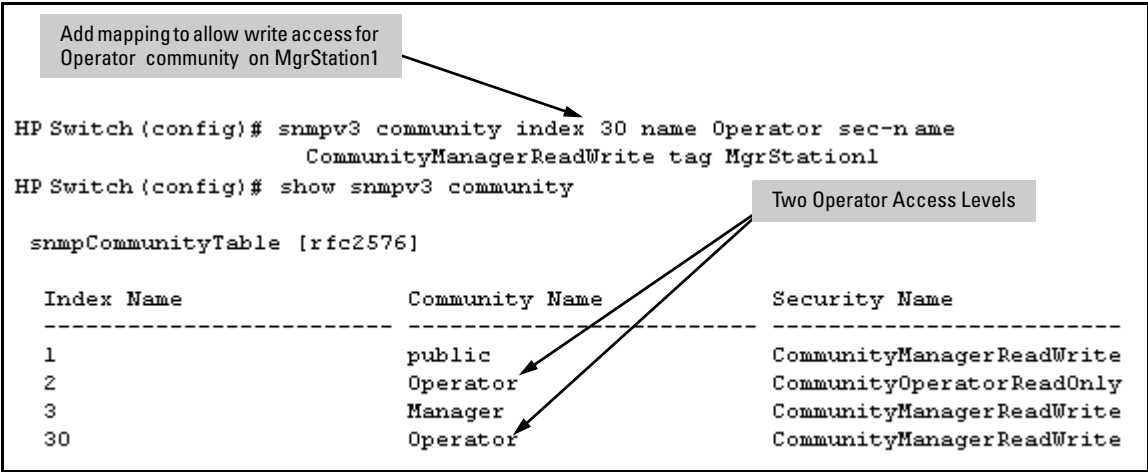 Add mapping to allow write access for
Operator community on MgrStation1
HP Switch (config)# snmpv3 community index 30 name Operator sec-name
CommunityManagerReadWrite tag MgrStation1
HP Switch (config)# show snmpv3 community
Two Operator Access Levels
snmpCommunityTable [rfc2576]
Index Name Community Name Security Name
-------------------------- -------------------------- --------------------------
1 public CommunityManagerReadWrite
2 Operator CommunityOperatorReadOnly
3 Manager CommunityManagerReadWrite
30 Operator CommunityManagerReadWrite